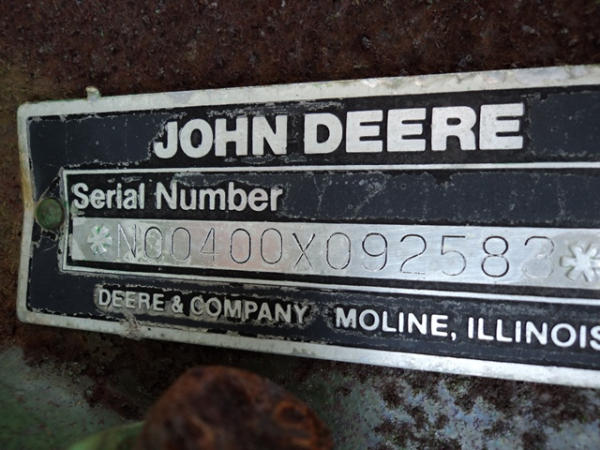 JOHN DEERE
Serial Number
*N00400X092583*
DEERE & COMPANY MOLINE, ILLINOIS